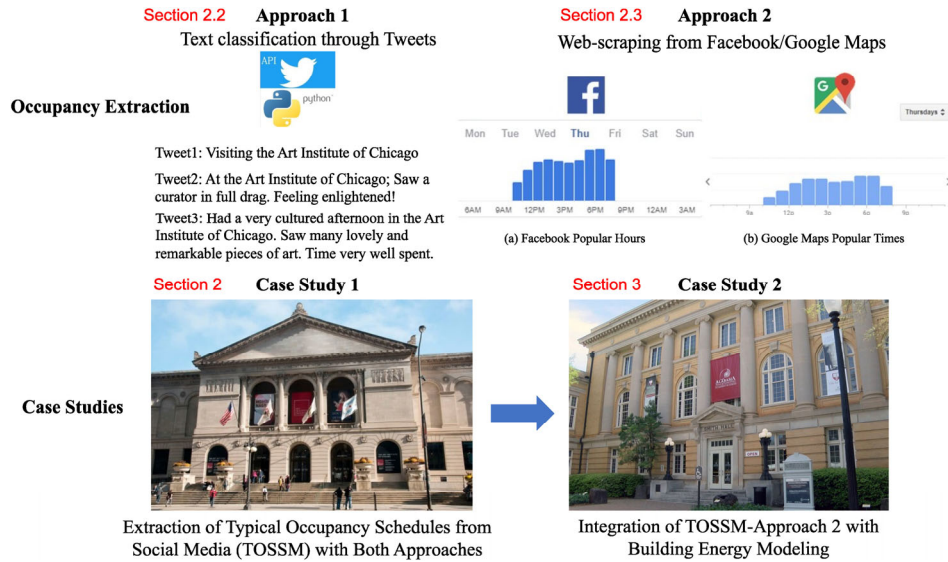 Section 2.2 Approach 1
Text classification through Tweets
API
python
Section 2.3 Approach 2
Web-scraping from Facebook/Google Maps
Occupancy Extraction
Tweet1: Visiting the Art Institute of Chicago
Tweet2: At the Art Institute of Chicago; Saw a
curator in full drag. Feeling enlightened!
Tweet3: Had a very cultured afternoon in the Art
Institute of Chicago. Saw many lovely and
remarkable pieces of art. Time very well spent.
f
Mon Tue Wed Thu Fri Sat Sun
6AM 9AM 12PM 3PM 6PM 9PM 12AM 3AM
(a) Facebook Popular Hours
G
Thursdays
9a 12p 3p 6p 9p
(b) Google Maps Popular Times
Section 2 Case Study 1
Section 3 Case Study 2
Case Studies
OPEN
Extraction of Typical Occupancy Schedules from
Social Media (TOSSM) with Both Approaches
Integration of TOSSM-Approach 2 with
Building Energy Modeling